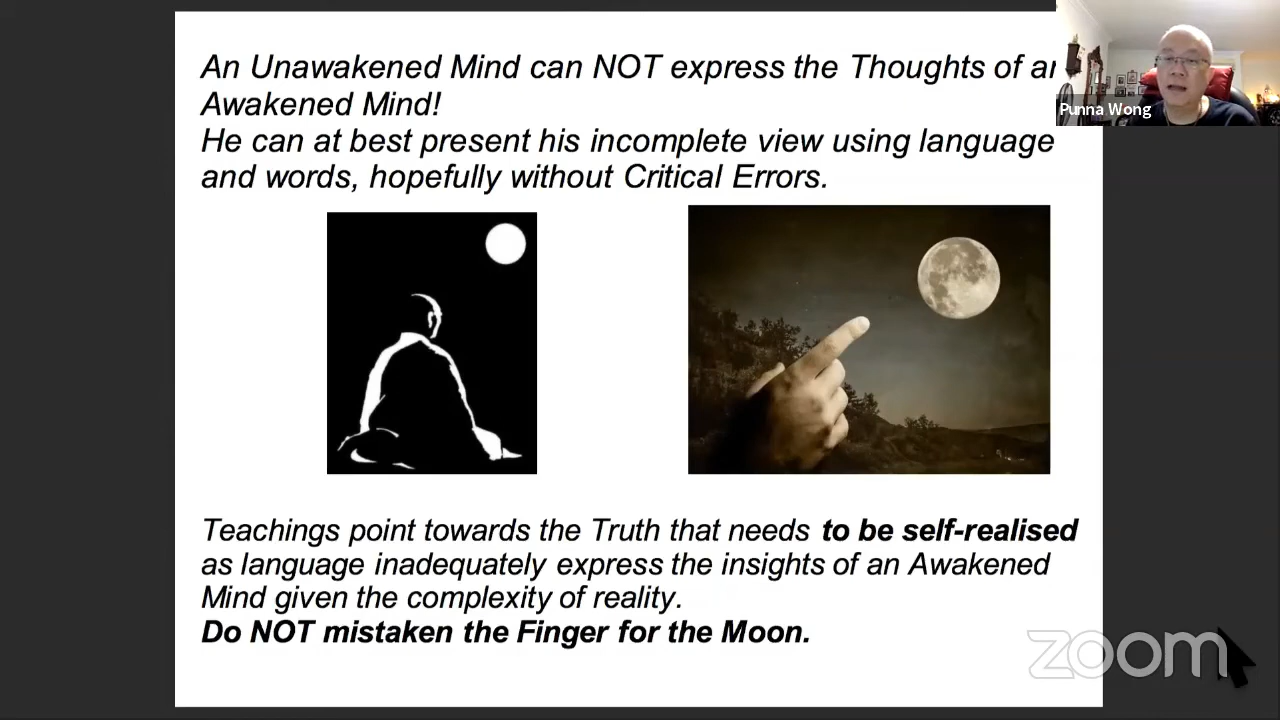 An Unawakened Mind can NOT express the Thoughts of an
Awakened Mind!
He can at best present his incomplete view using language
and words, hopefully without Critical Errors.
Punna Wong
Teachings point towards the Truth that needs to be self-realised
as language inadequately express the insights of an Awakened
Mind given the complexity of reality.
Do NOT mistaken the Finger for the Moon.
zoom